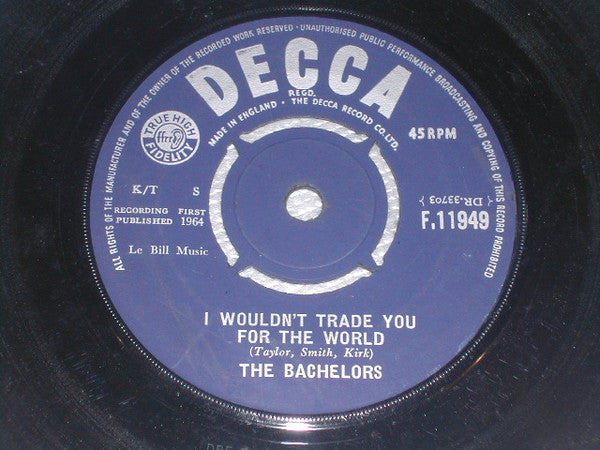 ALL RIGHTS OF THE MANUFACTURER AND OF THE OWNER OF THE RECORDED WORK RESERVED · UNAUTHORISED PUBLIC PERFORMANCE BROADCASTING AND COPYING OF THIS RECORD PROHIBITED
DECCA
REGD.
MADE IN ENGLAND · THE DECCA RECORD CO. LTD.
TRUE HIGH
ffrr
FIDELITY
45 RPM
K/T S
RECORDING FIRST
PUBLISHED 1964
Le Bill Music
(DR-33703)
F.11949
I WOULDN'T TRADE YOU
FOR THE WORLD
(Taylor, Smith, Kirk)
THE BACHELORS